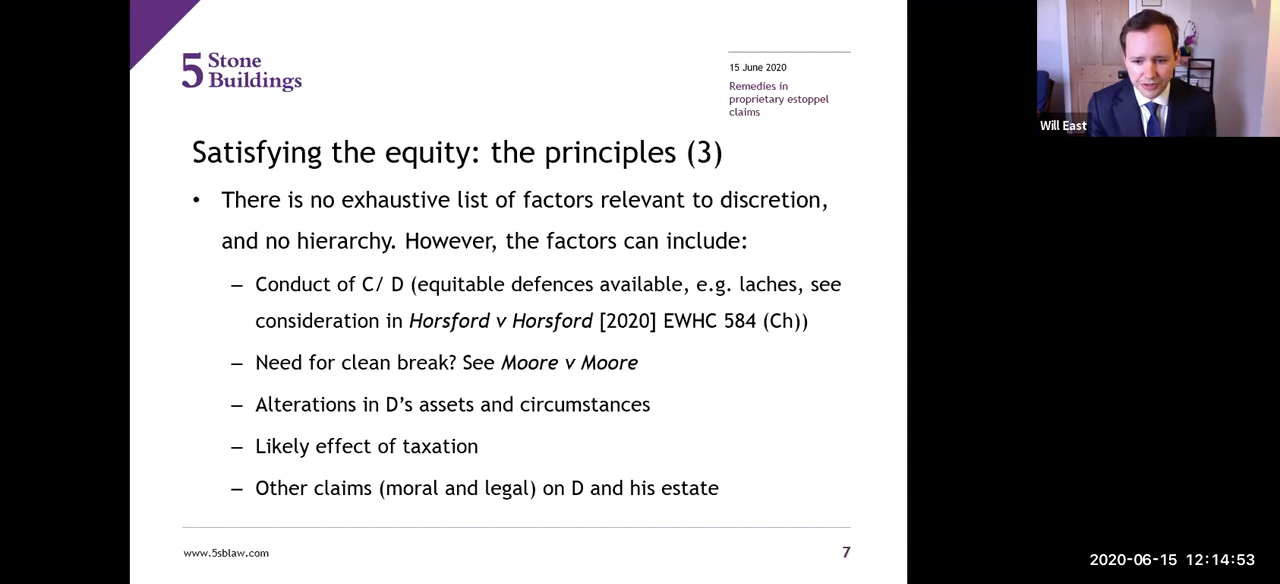 5 Stone
Buildings
15 June 2020
Remedies in
proprietary estoppel
claims
Satisfying the equity: the principles (3)
• There is no exhaustive list of factors relevant to discretion,
and no hierarchy. However, the factors can include:
– Conduct of C/ D (equitable defences available, e.g. laches, see
consideration in Horsford v Horsford [2020] EWHC 584 (Ch))
– Need for clean break? See Moore v Moore
– Alterations in D’s assets and circumstances
– Likely effect of taxation
– Other claims (moral and legal) on D and his estate
www.5sblaw.com
7
Will East
2020-06-15 12:14:53